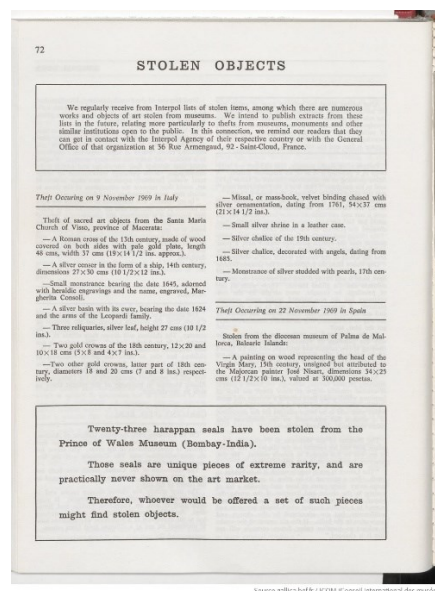 72
STOLEN OBJECTS
We regularly receive from Interpol lists of stolen items, among which there are numerous
works and objects of art stolen from museums. We intend to publish extracts from these
lists in the future, relating more particularly to thefts from museums, monuments and other
similar institutions open to the public. In this connection, we remind our readers that they
can get in contact with the Interpol Agency of their respective country or with the General
Office of that organization at 36 Rue Armengaud, 92 - Saint-Cloud, France.
Theft Occuring on 9 November 1969 in Italy
Theft of sacred art objects from the Santa Maria
Church of Visso, province of Macerata:
— A Roman cross of the 13th century, made of wood
covered on both sides with pale gold plate, length
48 cms, width 37 cms (19×14 1/2 ins. approx.).
— A silver censer in the form of a ship, 14th century,
dimensions 27×30 cms (10 1/2×12 ins.).
—Small monstrance bearing the date 1645, adorned
with heraldic engravings and the name, engraved, Mar-
gherita Consoli.
— A silver basin with its ewer, bearing the date 1624
and the arms of the Leopardi family.
— Three reliquaries, silver leaf, height 27 cms (10 1/2
ins.).
— Two gold crowns of the 18th century, 12×20 and
10×18 cms (5×8 and 4×7 ins.).
—Two other gold crowns, latter part of 18th cen-
tury, diameters 18 and 20 cms (7 and 8 ins.) respect-
ively.
— Missal, or mass-book, velvet binding chased with
silver ornamentation, dating from 1761, 54×37 cms
(21×14 1/2 ins.).
— Small silver shrine in a leather case.
— Silver chalice of the 19th century.
— Silver chalice, decorated with angels, dating from
1685.
— Monstrance of silver studded with pearls, 17th cen-
tury.
Theft Occuring on 22 November 1969 in Spain
Stolen from the diocesan museum of Palma de Mal-
lorca, Balearic Islands:
— A painting on wood representing the head of the
Virgin Mary, 15th century, unsigned but attributed to
the Majorcan painter José Nisart, dimensions 34×25
cms (12 1/2×10 ins.), valued at 300,000 pesetas.
Twenty-three harappan seals have been stolen from the
Prince of Wales Museum (Bombay-India).
Those seals are unique pieces of extreme rarity, and are
practically never shown on the art market.
Therefore, whoever would be offered a set of such pieces
might find stolen objects.